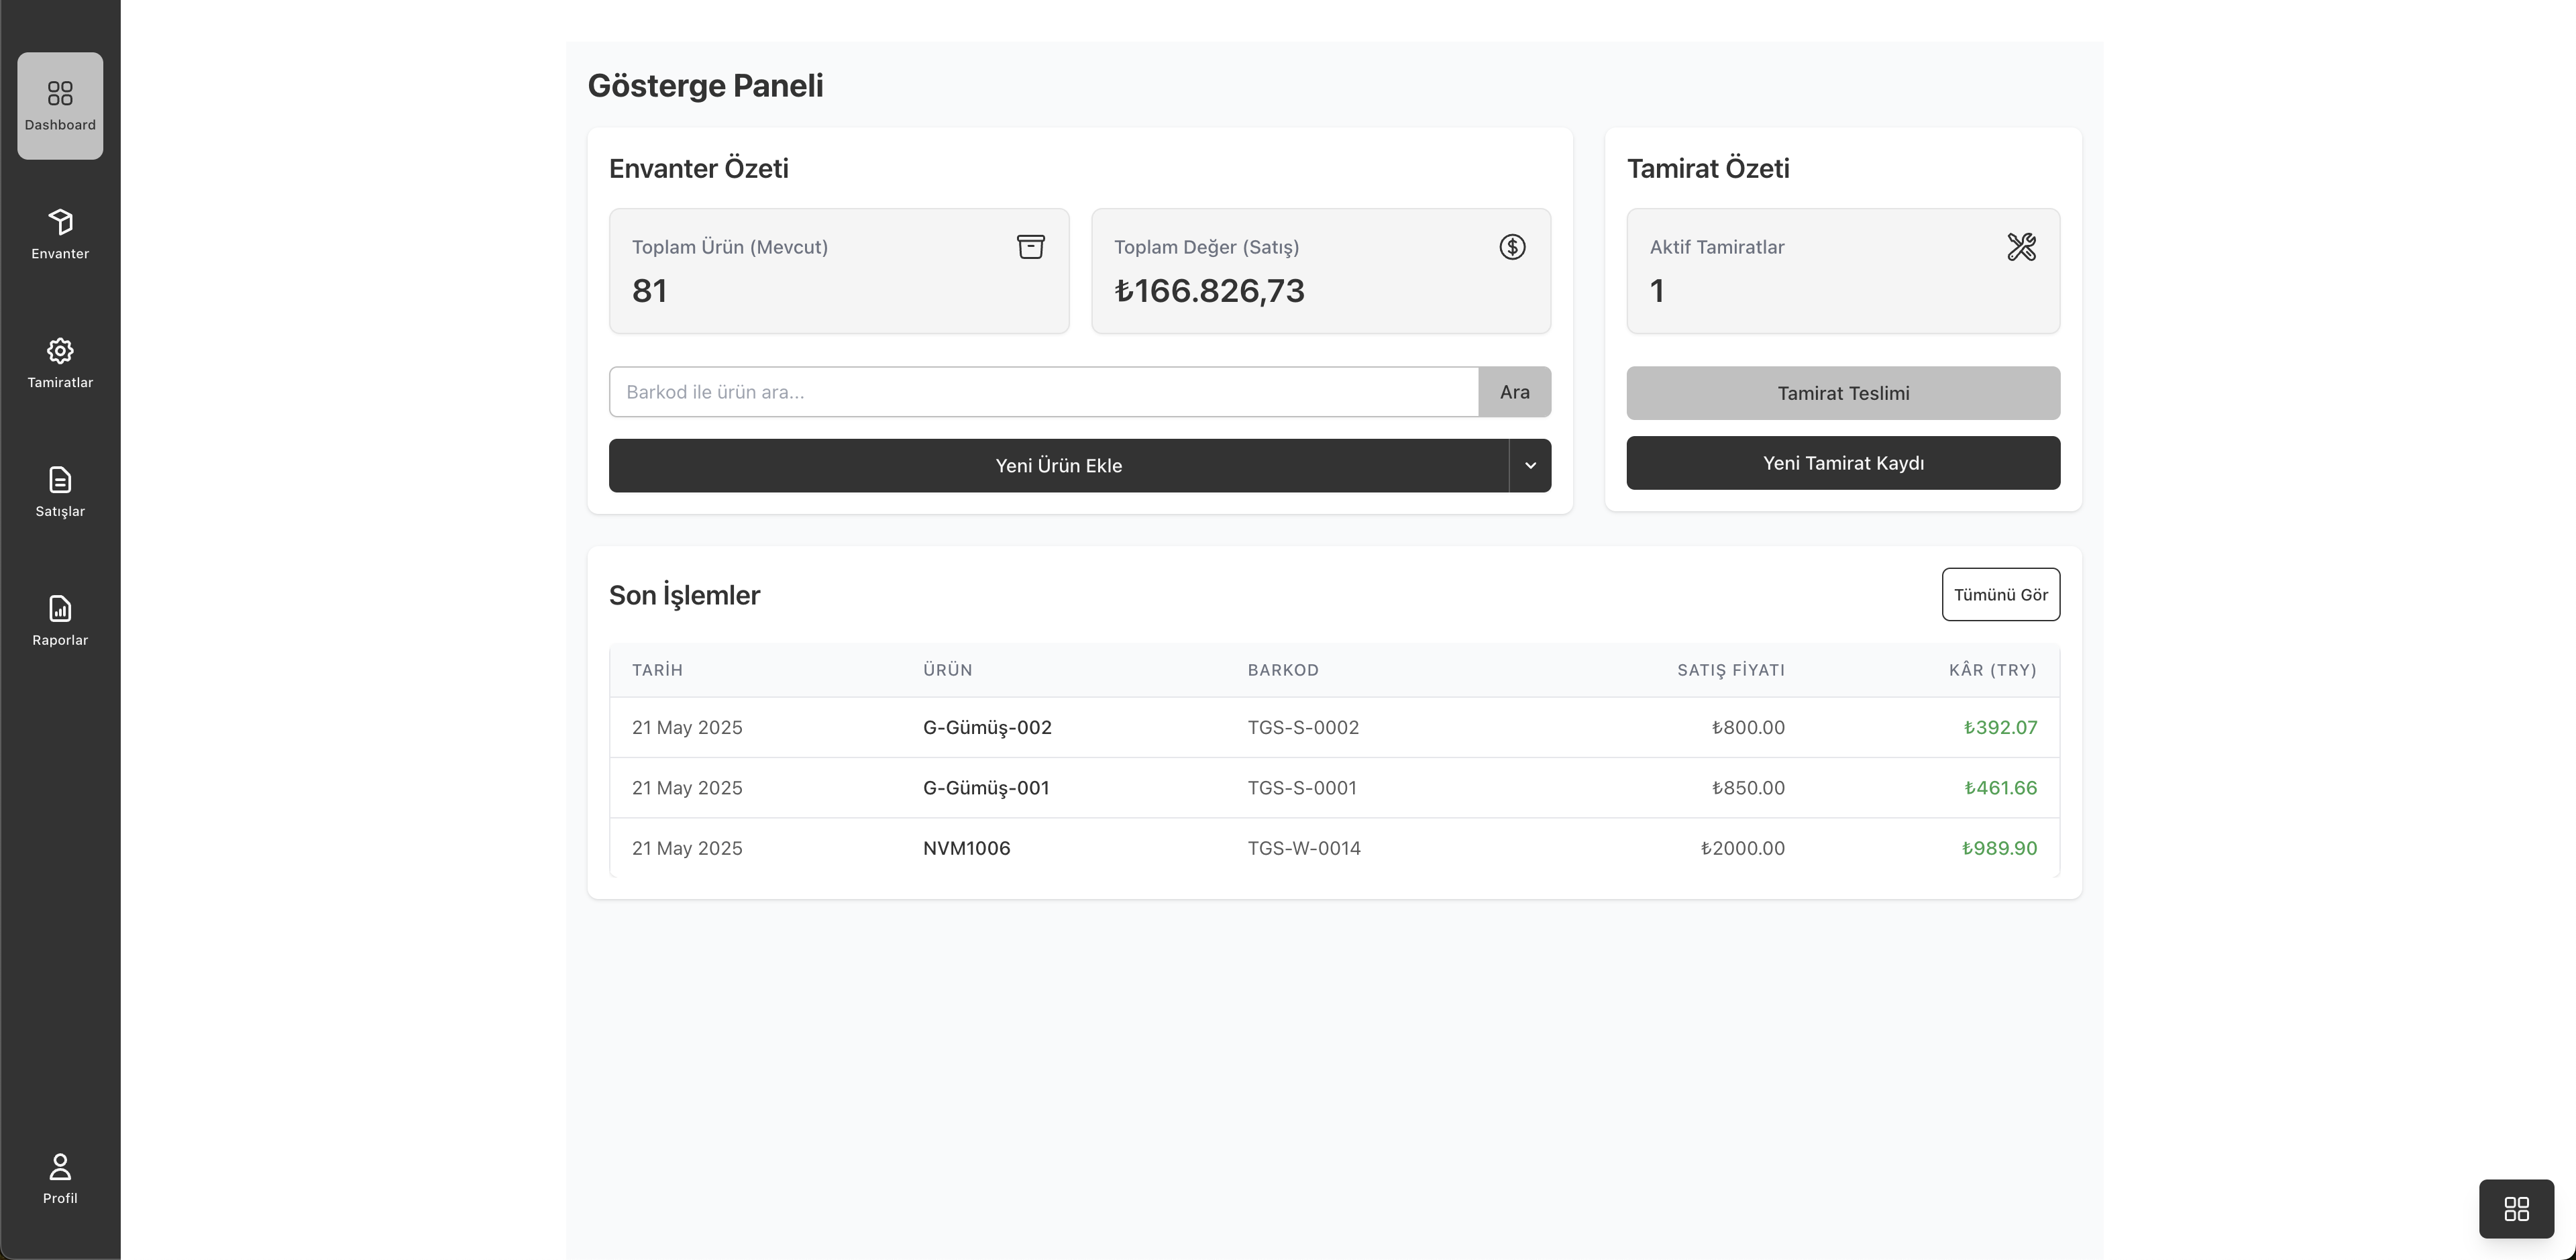 Dashboard
Envanter
Tamiratlar
Satışlar
Raporlar
Profil
Gösterge Paneli
Envanter Özeti
Toplam Ürün (Mevcut)
81
Toplam Değer (Satış)
₺166.826,73
Barkod ile ürün ara...
Ara
Yeni Ürün Ekle
Tamirat Özeti
Aktif Tamiratlar
1
Tamirat Teslimi
Yeni Tamirat Kaydı
Son İşlemler
Tümünü Gör
TARİH ÜRÜN BARKOD SATIŞ FİYATI KÂR (TRY)
21 May 2025 G-Gümüş-002 TGS-S-0002 ₺800.00 ₺392.07
21 May 2025 G-Gümüş-001 TGS-S-0001 ₺850.00 ₺461.66
21 May 2025 NVM1006 TGS-W-0014 ₺2000.00 ₺989.90